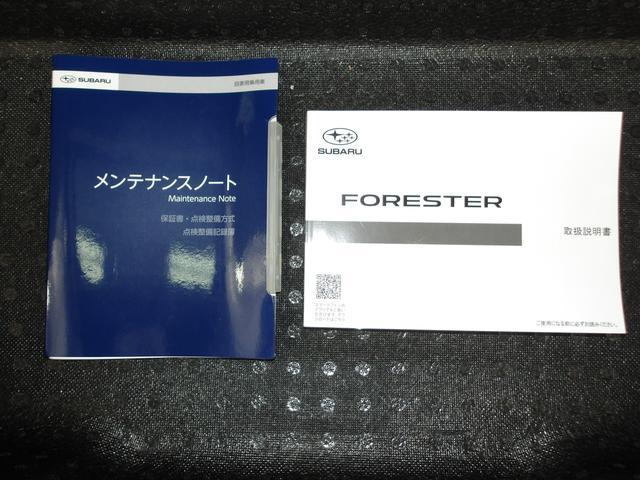 SUBARU
自家用乗用車
メンテナンスノート
Maintenance Note
保証書・点検整備方式
点検整備記録簿
SUBARU
FORESTER
取扱説明書
ご使用になる前に必ずお読みください。